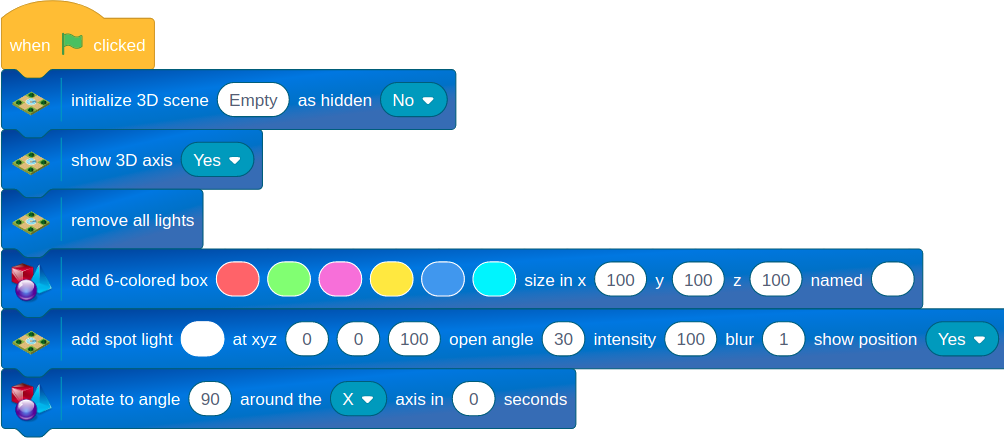 when clicked
initialize 3D scene Empty as hidden No
show 3D axis Yes
remove all lights
add 6-colored box size in x 100 y 100 z 100 named
add spot light at xyz 0 0 100 open angle 30 intensity 100 blur 1 show position Yes
rotate to angle 90 around the X axis in 0 seconds